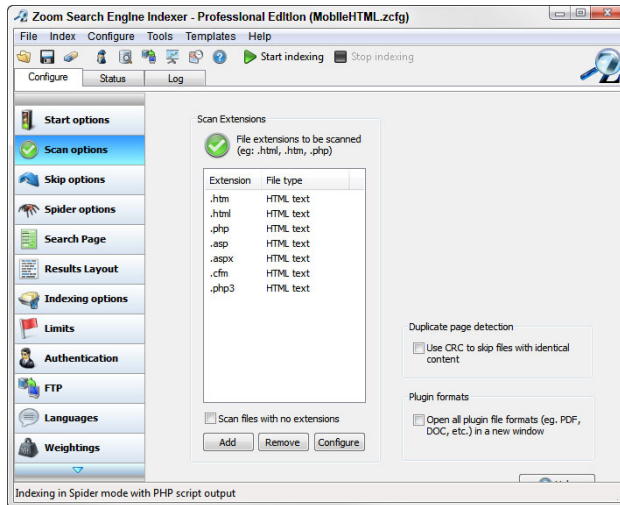 Zoom Search Engine Indexer - Professional Edition (MobileHTML.zcfg)
File Index Configure Tools Templates Help
Start indexing Stop indexing
Configure Status Log
Start options
Scan options
Skip options
Spider options
Search Page
Results Layout
Indexing options
Limits
Authentication
FTP
Languages
Weightings
Scan Extensions
File extensions to be scanned
(eg: .html, .htm, .php)
Extension File type
.htm HTML text
.html HTML text
.php HTML text
.asp HTML text
.aspx HTML text
.cfm HTML text
.php3 HTML text
Scan files with no extensions
Add Remove Configure
Duplicate page detection
Use CRC to skip files with identical
content
Plugin formats
Open all plugin file formats (eg. PDF,
DOC, etc.) in a new window
Indexing in Spider mode with PHP script output